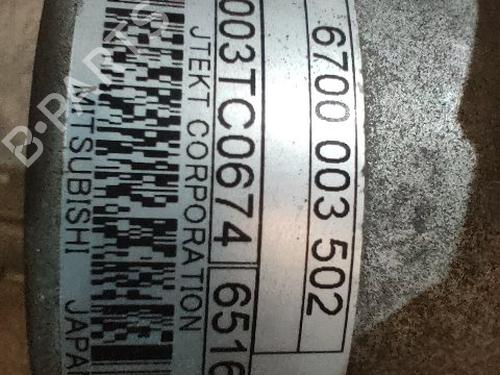 6700 003 502
003TC0674 6516
JTEKT CORPORATION
MITSUBISHI JAPAN
B-PARTS